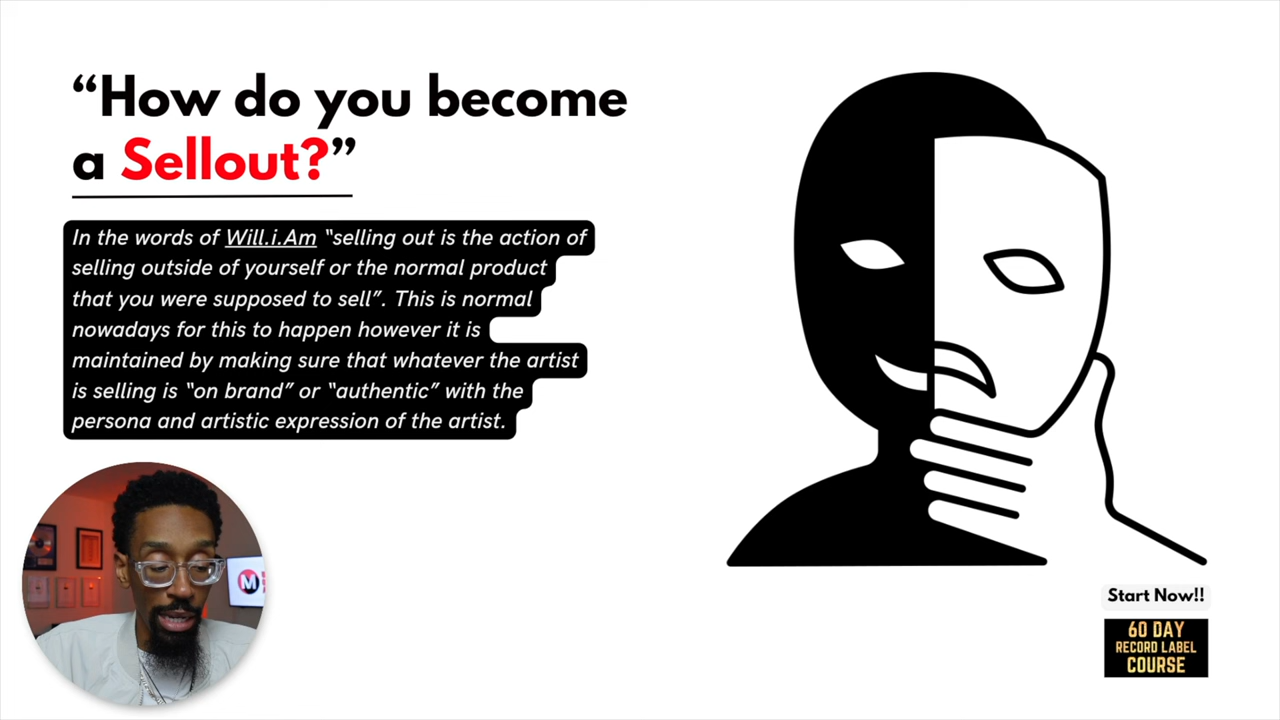 “How do you become
a Sellout?”
In the words of Will.i.Am “selling out is the action of
selling outside of yourself or the normal product
that you were supposed to sell”. This is normal
nowadays for this to happen however it is
maintained by making sure that whatever the artist
is selling is “on brand” or “authentic” with the
persona and artistic expression of the artist.
M
Start Now!!
60 DAY
RECORD LABEL
COURSE